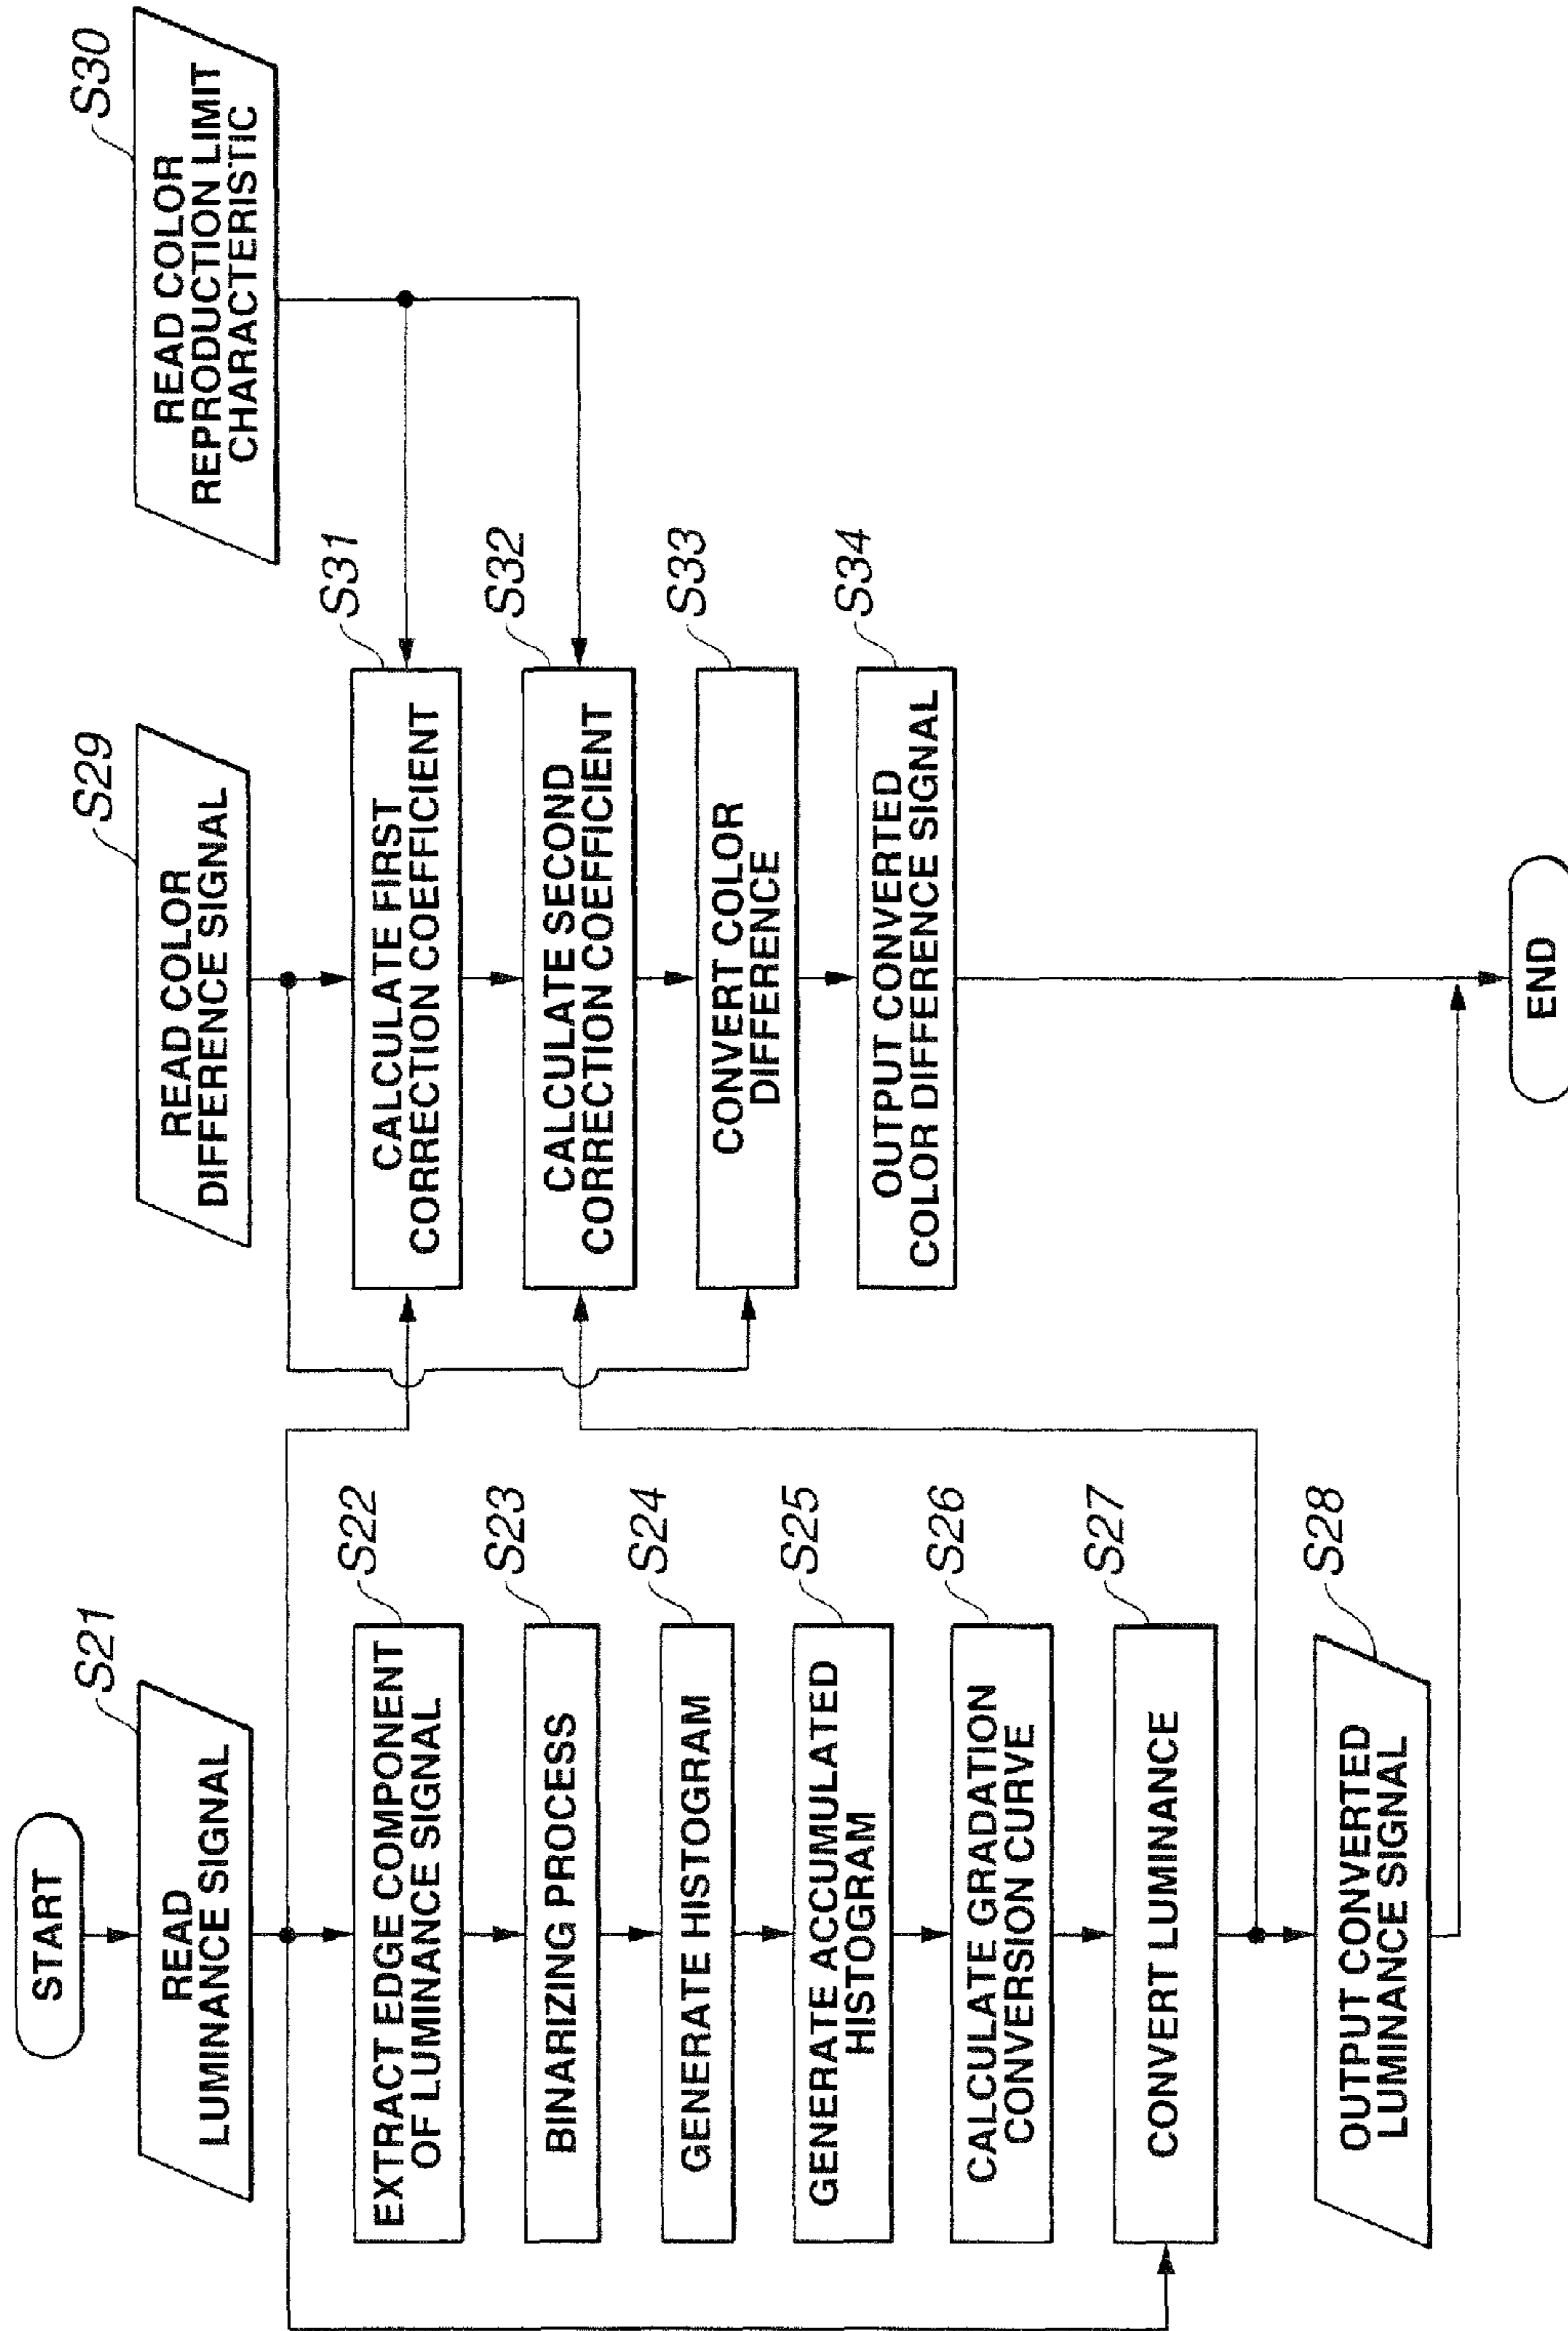 START
S21
READ
LUMINANCE SIGNAL
S22
EXTRACT EDGE COMPONENT
OF LUMINANCE SIGNAL
S23
BINARIZING PROCESS
S24
GENERATE HISTOGRAM
S25
GENERATE ACCUMULATED
HISTOGRAM
S26
CALCULATE GRADATION
CONVERSION CURVE
S27
CONVERT LUMINANCE
S28
OUTPUT CONVERTED
LUMINANCE SIGNAL
S29
READ COLOR
DIFFERENCE SIGNAL
S30
READ COLOR
REPRODUCTION LIMIT
CHARACTERISTIC
S31
CALCULATE FIRST
CORRECTION COEFFICIENT
S32
CALCULATE SECOND
CORRECTION COEFFICIENT
S33
CONVERT COLOR
DIFFERENCE
S34
OUTPUT CONVERTED
COLOR DIFFERENCE SIGNAL
END